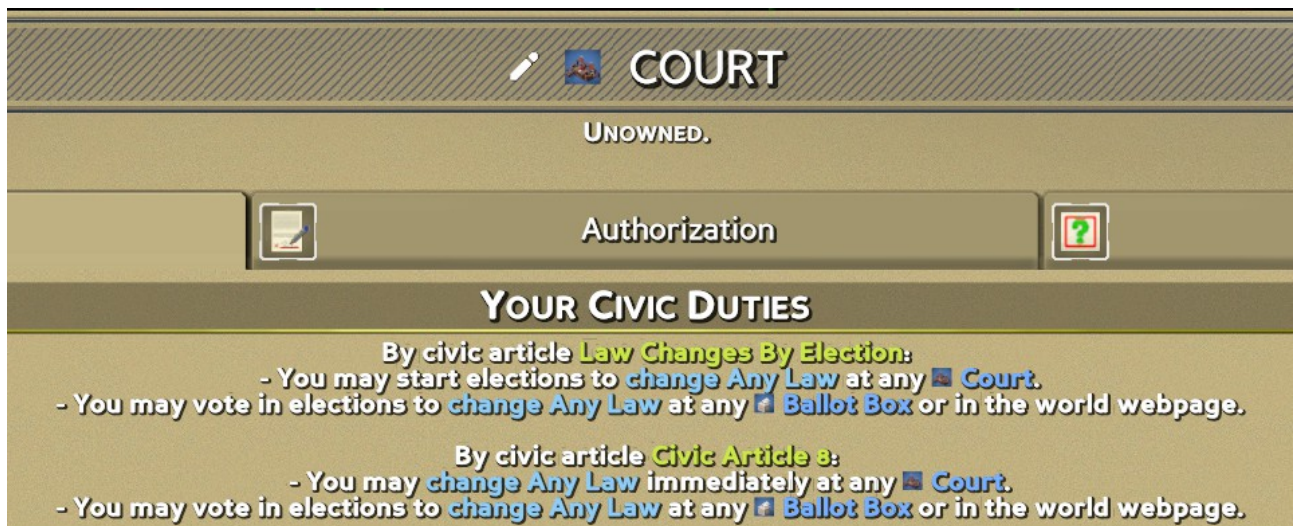 COURT
UNOWNED.
Authorization
?
YOUR CIVIC DUTIES
By civic article Law Changes By Election:
- You may start elections to change Any Law at any Court.
- You may vote in elections to change Any Law at any Ballot Box or in the world webpage.
By civic article Civic Article 8:
- You may change Any Law immediately at any Court.
- You may vote in elections to change Any Law at any Ballot Box or in the world webpage.